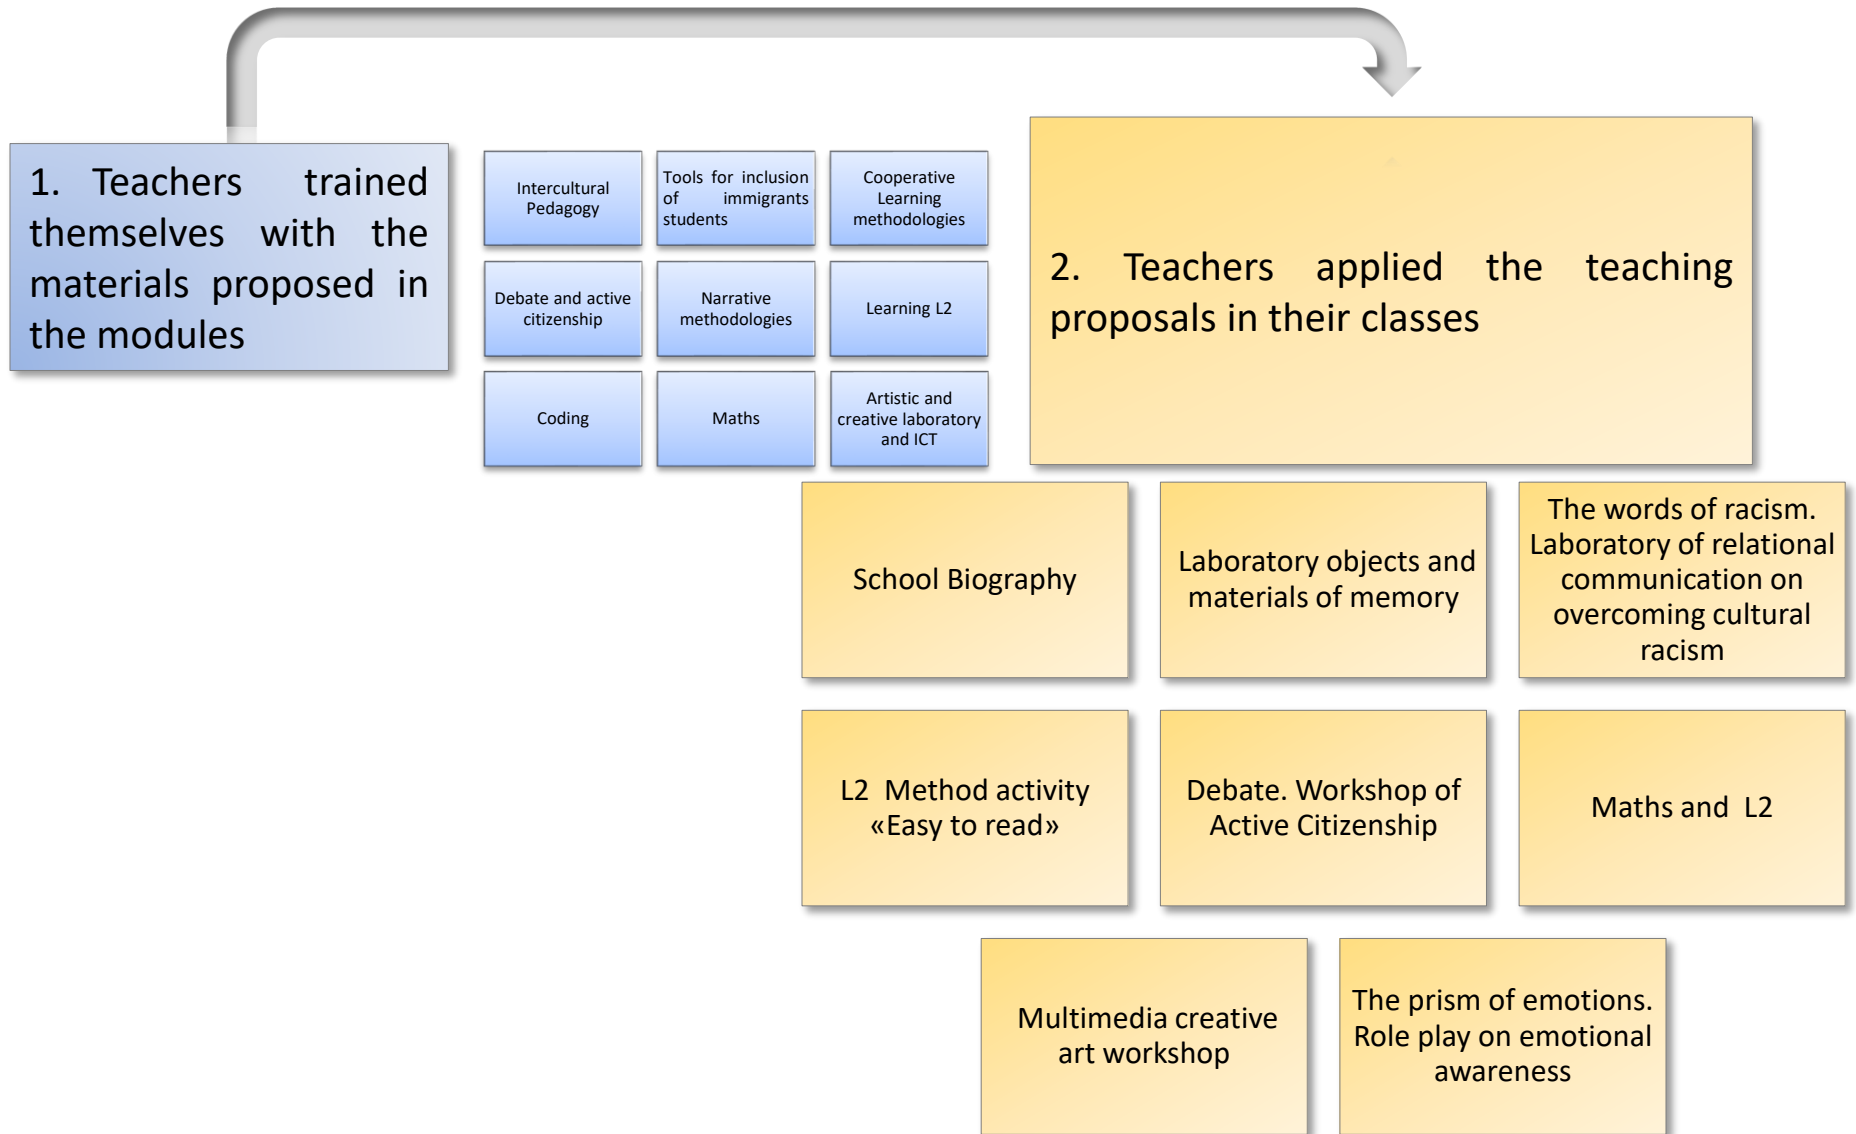 1. Teachers trained
themselves with the
materials proposed in
the modules
Intercultural
Pedagogy
Tools for inclusion
of immigrants
students
Cooperative
Learning
methodologies
Debate and active
citizenship
Narrative
methodologies
Learning L2
Coding
Maths
Artistic and
creative laboratory
and ICT
2. Teachers applied the teaching
proposals in their classes
School Biography
Laboratory objects and
materials of memory
The words of racism.
Laboratory of relational
communication on
overcoming cultural
racism
L2 Method activity
«Easy to read»
Debate. Workshop of
Active Citizenship
Maths and L2
Multimedia creative
art workshop
The prism of emotions.
Role play on emotional
awareness